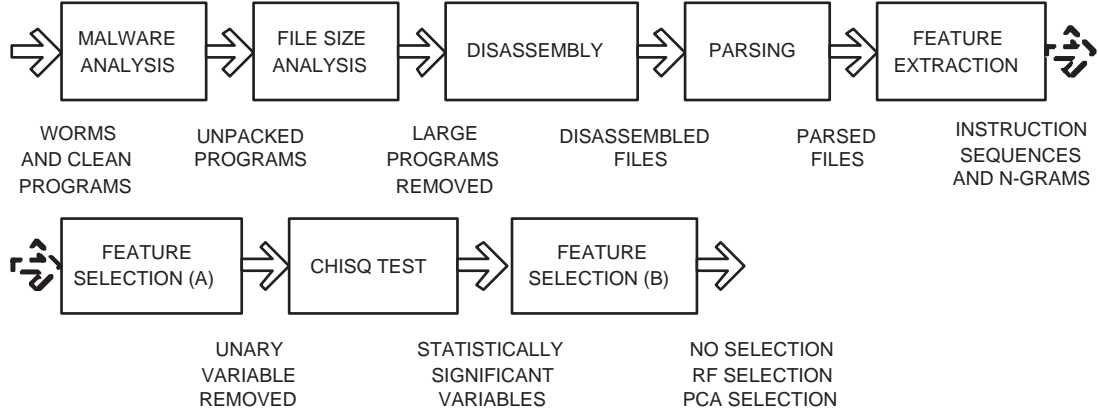 MALWARE
ANALYSIS
FILE SIZE
ANALYSIS
DISASSEMBLY
PARSING
FEATURE
EXTRACTION
WORMS
AND CLEAN
PROGRAMS
UNPACKED
PROGRAMS
LARGE
PROGRAMS
REMOVED
DISASSEMBLED
FILES
PARSED
FILES
INSTRUCTION
SEQUENCES
AND N-GRAMS
FEATURE
SELECTION (A)
CHISQ TEST
FEATURE
SELECTION (B)
UNARY
VARIABLE
REMOVED
STATISTICALLY
SIGNIFICANT
VARIABLES
NO SELECTION
RF SELECTION
PCA SELECTION